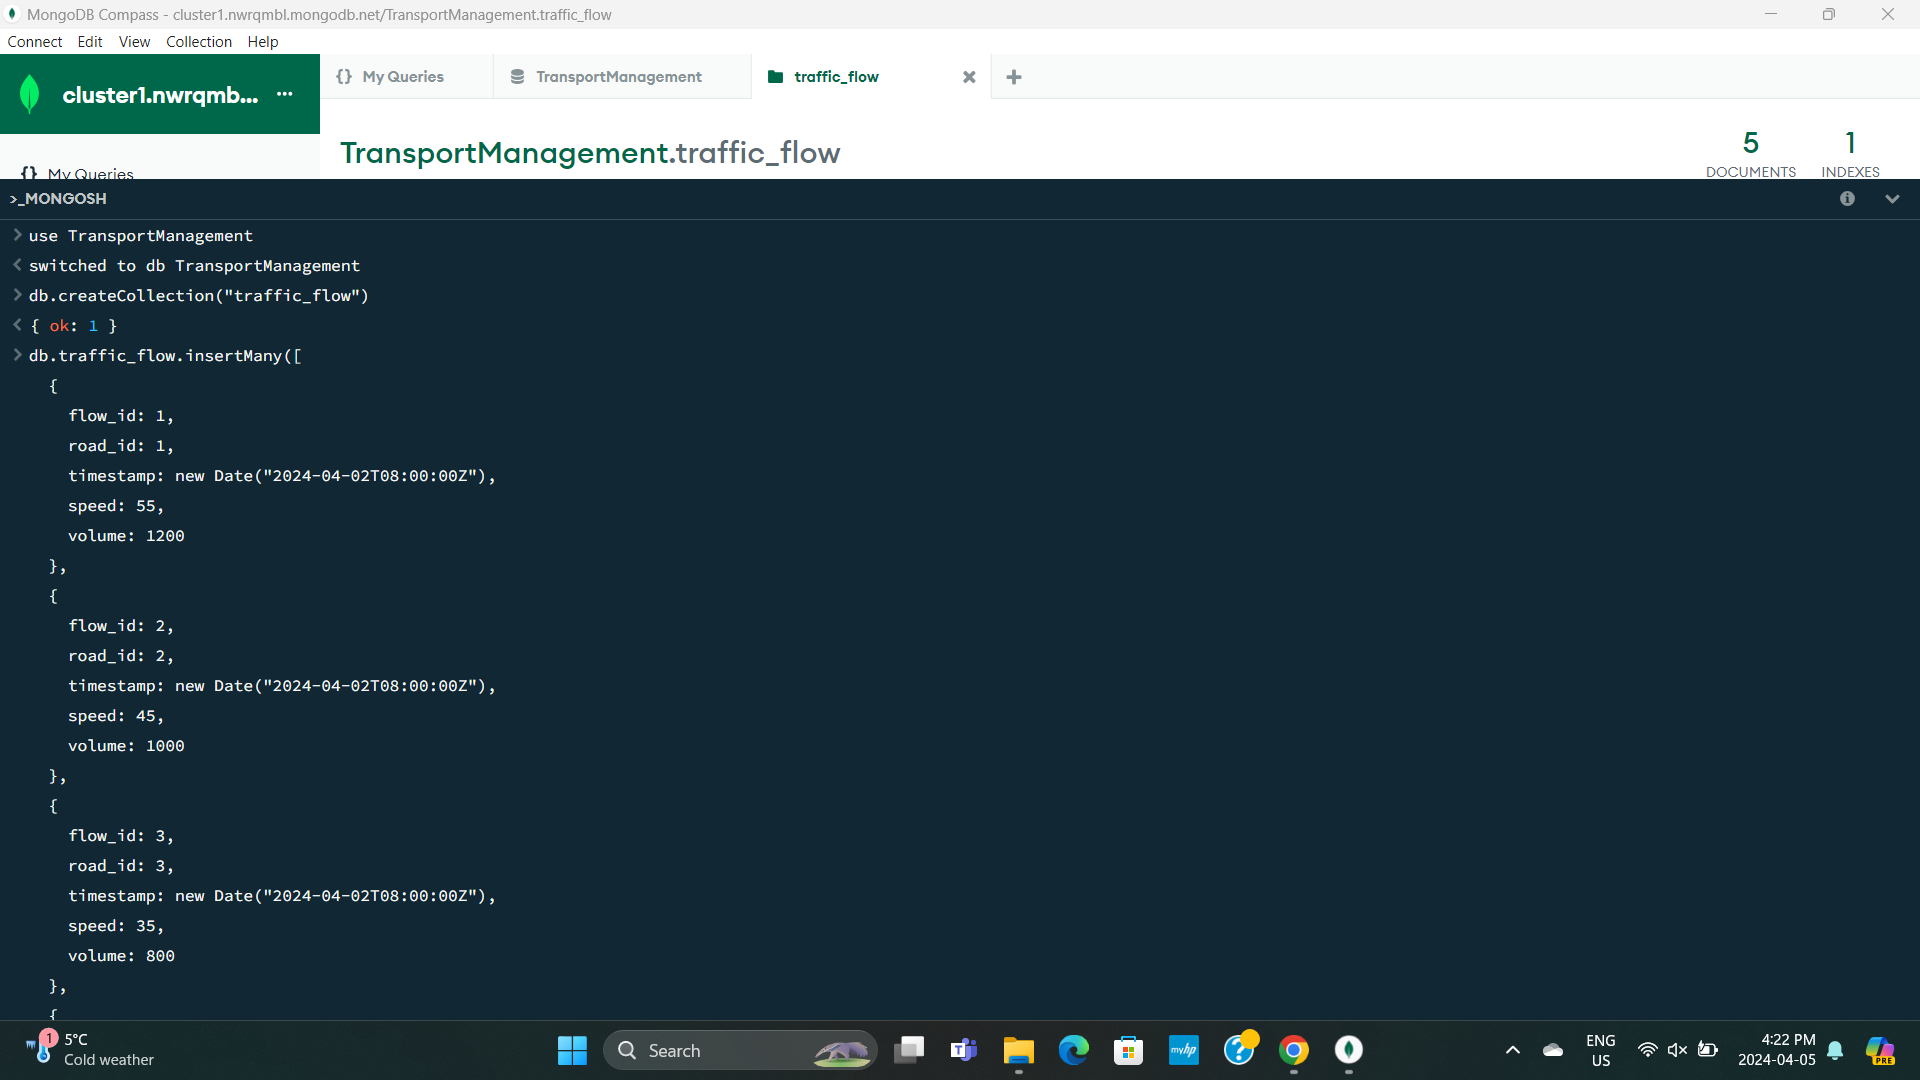 MongoDB Compass - cluster1.nwrqmbl.mongodb.net/TransportManagement.traffic_flow
Connect Edit View Collection Help
cluster1.nwrqmb... ...
{} My Queries
TransportManagement
traffic_flow
TransportManagement.traffic_flow
5
DOCUMENTS
1
INDEXES
{} My Queries
>_MONGOSH
> use TransportManagement
< switched to db TransportManagement
> db.createCollection("traffic_flow")
< { ok: 1 }
> db.traffic_flow.insertMany([
{
flow_id: 1,
road_id: 1,
timestamp: new Date("2024-04-02T08:00:00Z"),
speed: 55,
volume: 1200
},
{
flow_id: 2,
road_id: 2,
timestamp: new Date("2024-04-02T08:00:00Z"),
speed: 45,
volume: 1000
},
{
flow_id: 3,
road_id: 3,
timestamp: new Date("2024-04-02T08:00:00Z"),
speed: 35,
volume: 800
},
{
1
5°C
Cold weather
Search
myhp
ENG
US
4:22 PM
2024-04-05
PRE